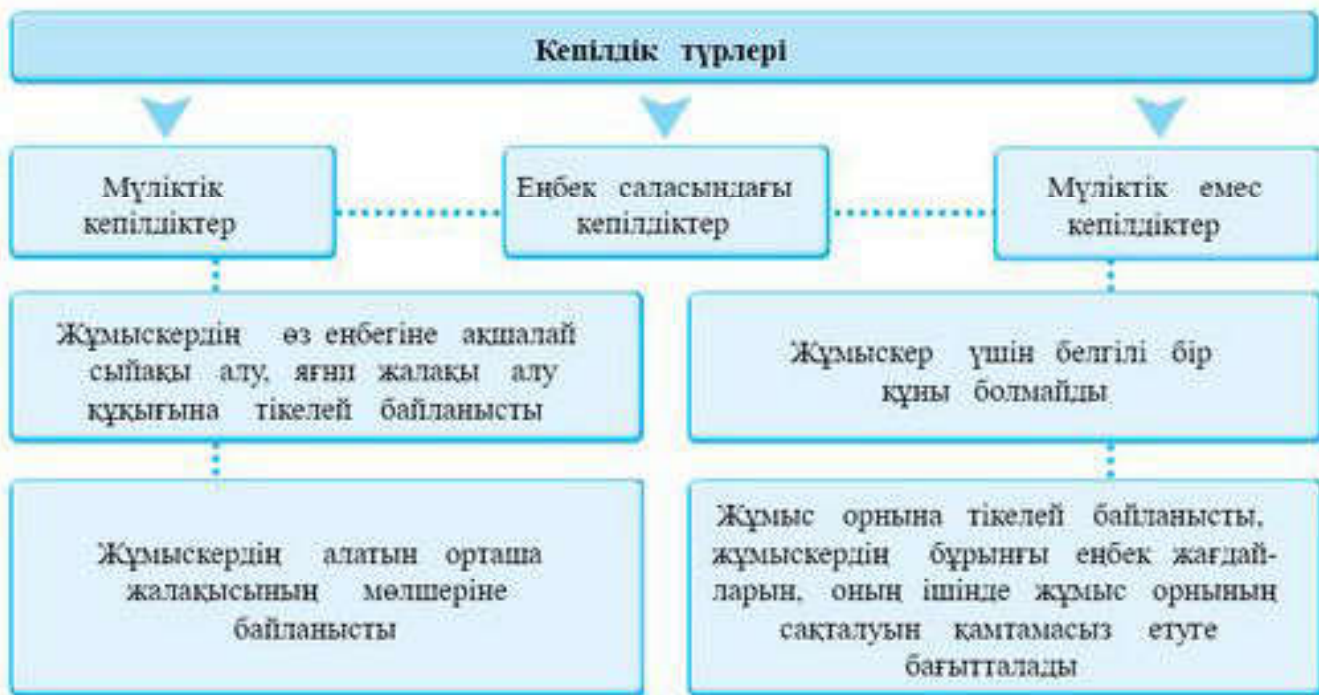 Кепілдік түрлері
Мүліктік
кепілдіктер
Еңбек саласындағы
кепілдіктер
Мүліктік емес
кепілдіктер
Жұмыскердің өз еңбегіне ақшалай
сыйақы алу, яғни жалақы алу
құқығына тікелей байланысты
Жұмыскер үшін белгілі бір
құны болмайды
Жұмыскердің алатын орташа
жалақысының мөлшеріне
байланысты
Жұмыс орнына тікелей байланысты,
жұмыскердің бұрынғы еңбек жағдай-
ларын, оның ішінде жұмыс орнының
сақталуын қамтамасыз етуге
бағытталады